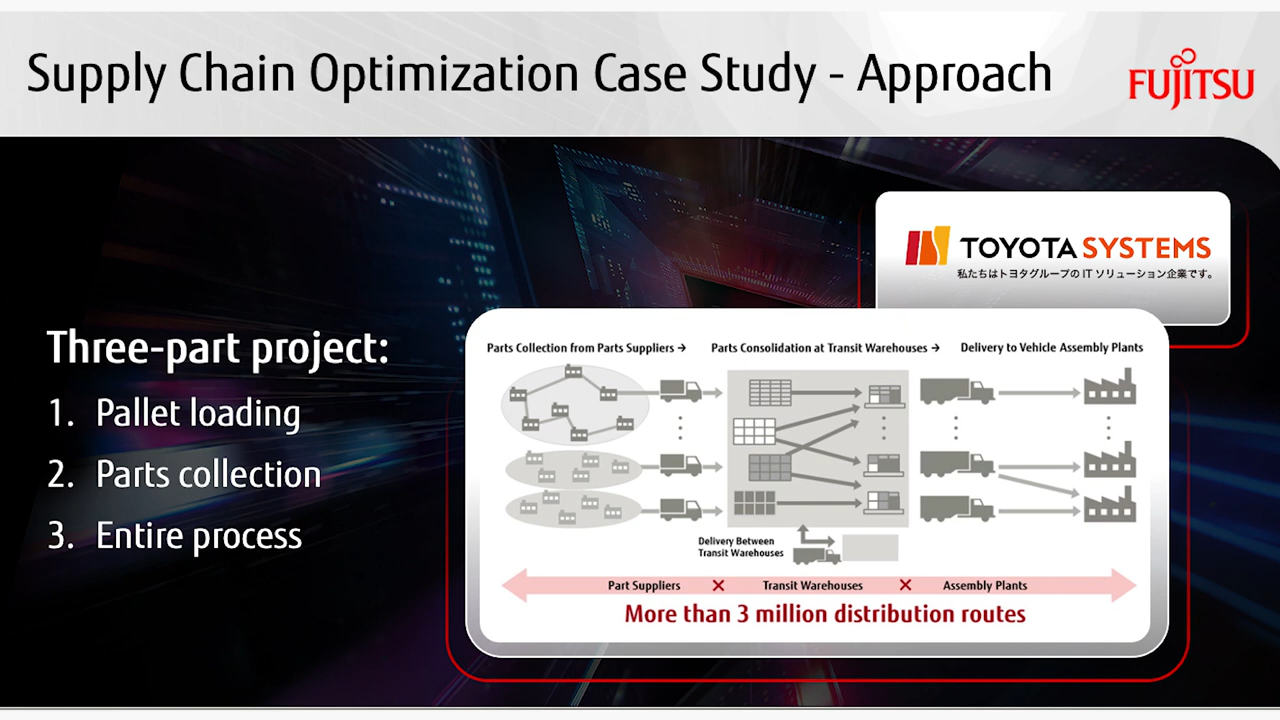 Supply Chain Optimization Case Study - Approach
FUJITSU
TOYOTA SYSTEMS
私たちはトヨタグループのITソリューション企業です。
Three-part project:
1. Pallet loading
2. Parts collection
3. Entire process
Parts Collection from Parts Suppliers → Parts Consolidation at Transit Warehouses → Delivery to Vehicle Assembly Plants
Delivery Between
Transit Warehouses
Part Suppliers × Transit Warehouses × Assembly Plants
More than 3 million distribution routes